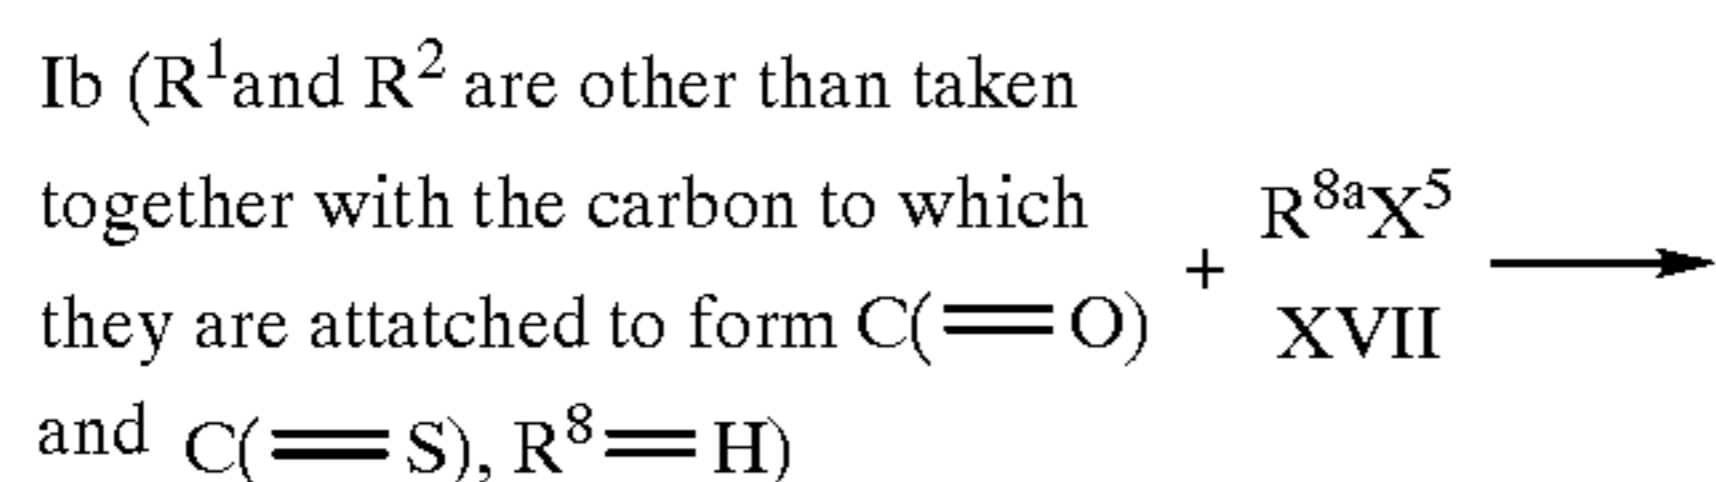 Ib (R¹and R² are other than taken
together with the carbon to which
they are attatched to form C(=O)
and C(=S), R⁸=H)
+
R⁸ᵃX⁵
XVII